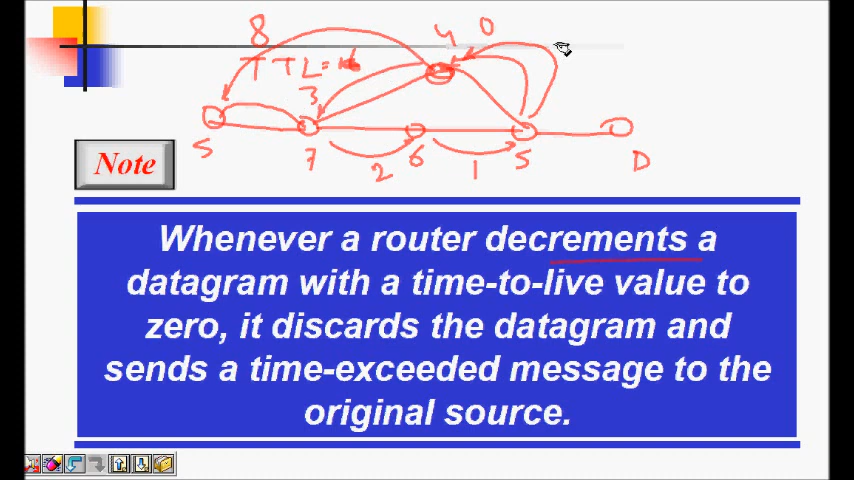 8 4 0
TTL=
3
S 7 2 6 1 5 D
Note
Whenever a router decrements a
datagram with a time-to-live value to
zero, it discards the datagram and
sends a time-exceeded message to the
original source.